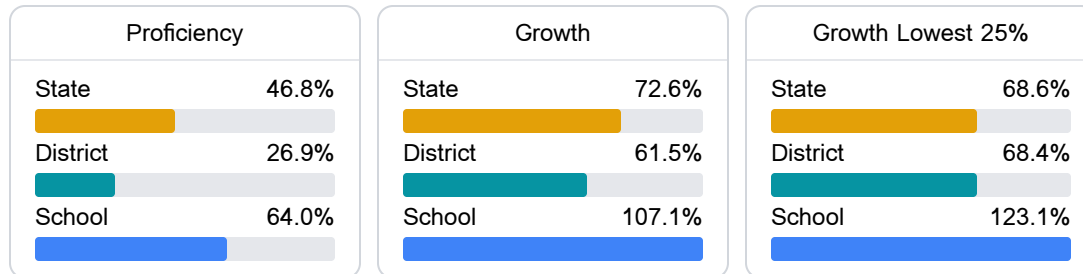 Proficiency
State 46.8%
District 26.9%
School 64.0%
Growth
State 72.6%
District 61.5%
School 107.1%
Growth Lowest 25%
State 68.6%
District 68.4%
School 123.1%